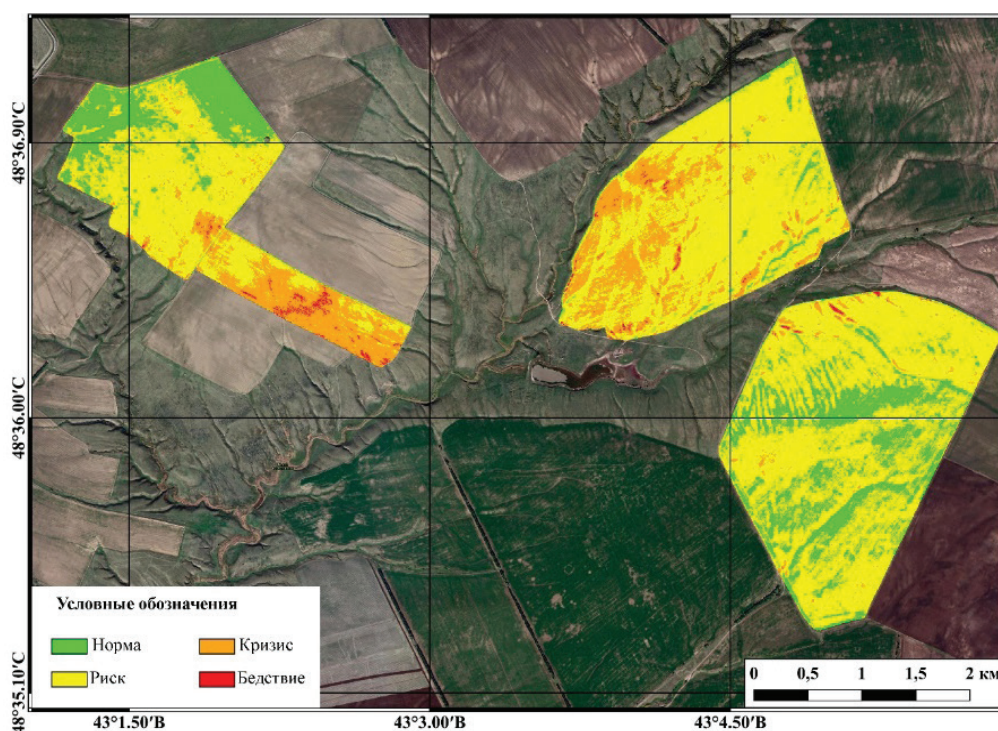 48°36.90'С
48°36.00'С
48°35.10'С
Условные обозначения
Норма
Кризис
Риск
Бедствие
0 0,5 1 1,5 2 км
43°1.50'В 43°3.00'В 43°4.50'В